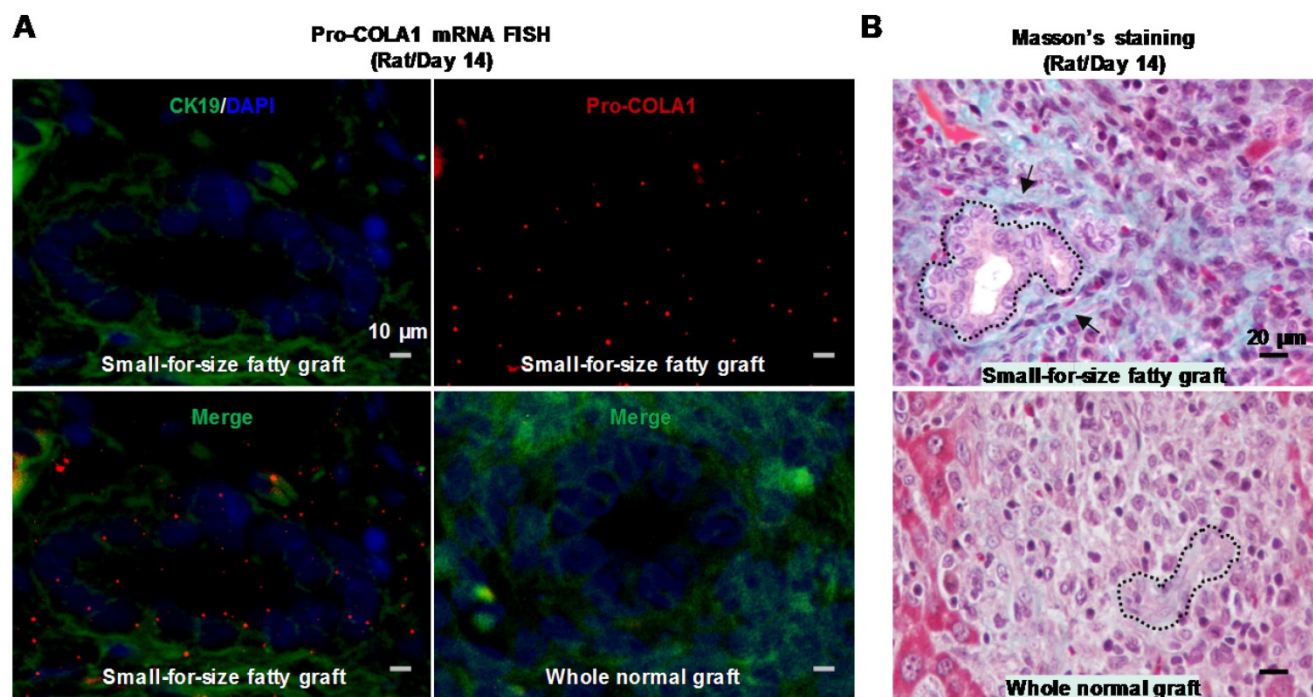 A
Pro-COLA1 mRNA FISH
(Rat/Day 14)
CK19/DAPI
10 µm
Small-for-size fatty graft
Pro-COLA1
Small-for-size fatty graft
Merge
Small-for-size fatty graft
Merge
Whole normal graft
B
Masson's staining
(Rat/Day 14)
20 µm
Small-for-size fatty graft
Whole normal graft